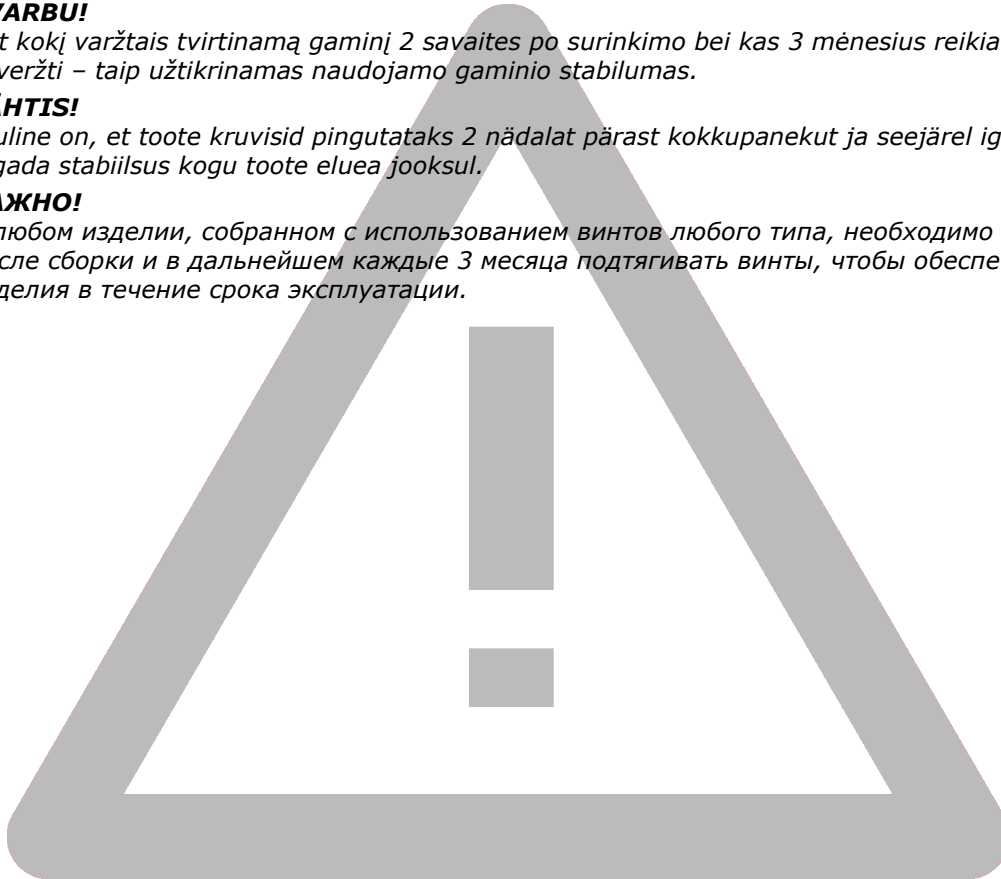 VARBU!
t kokį varžtais tvirtinamą gaminį 2 savaites po surinkimo bei kas 3 mėnesius reikia
veržti – taip užtikrinamas naudojamo gaminio stabilumas.
ÄHTIS!
uline on, et toote kruvisid pingutataks 2 nädalat pärast kokkupanekut ja seejärel ig
gada stabiilsus kogu toote eluea jooksul.
АЖНО!
любом изделии, собранном с использованием винтов любого типа, необходимо
сле сборки и в дальнейшем каждые 3 месяца подтягивать винты, чтобы обеспе
делия в течение срока эксплуатации.